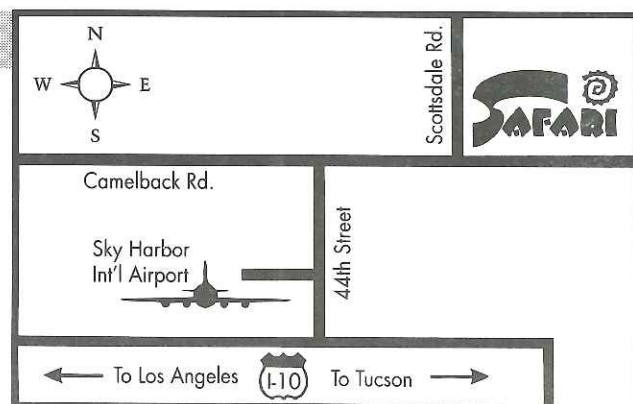 N
W
E
S
Scottsdale Rd.
SAFARI
Camelback Rd.
Sky Harbor
Int'l Airport
44th Street
To Los Angeles
I-10
To Tucson